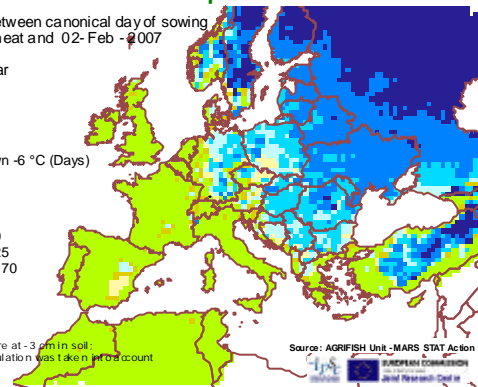 etween canonical day of sowing
heat and 02-Feb-2007
ar
n -6 °C (Days)
25
70
re at -3 cm in soil;
ulation was taken into account
Source: AGRIFISH Unit - MARS STAT Action
EUROPEAN COMMISSION
Joint Research Centre